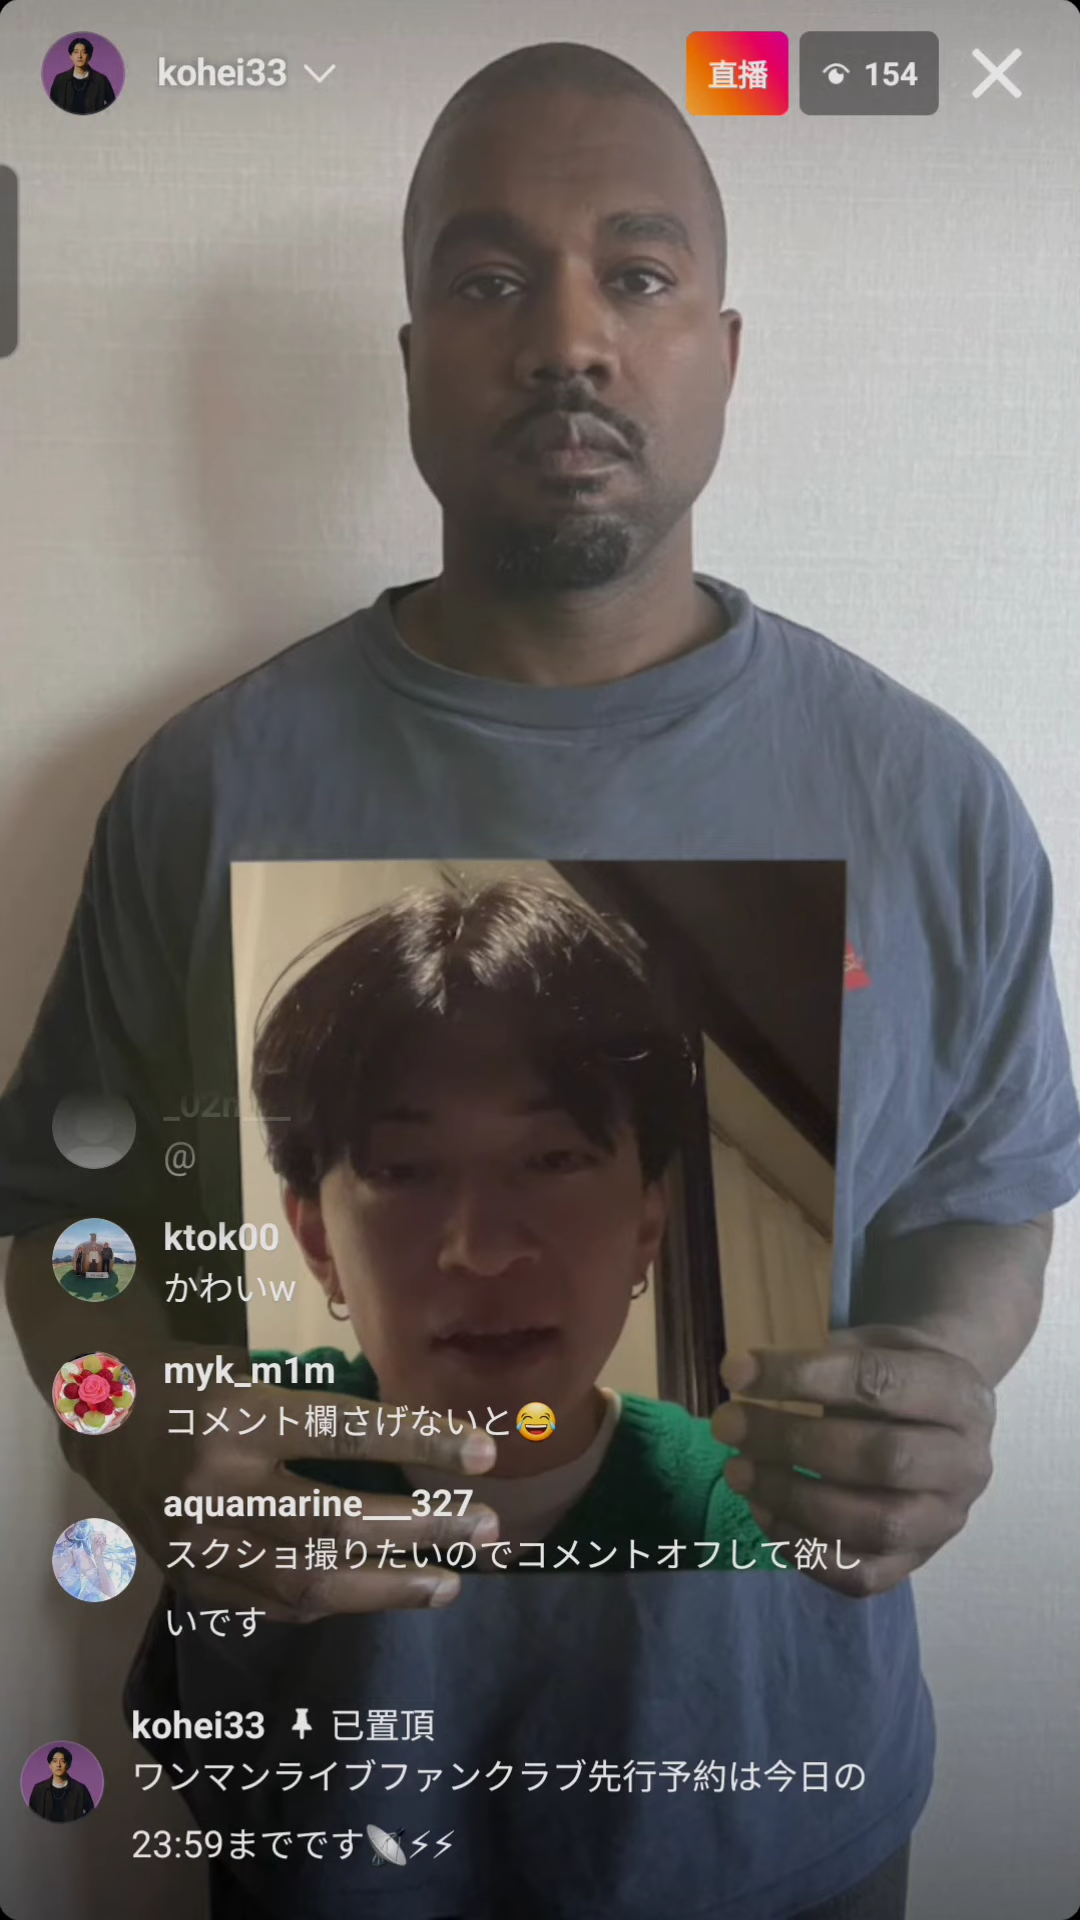 kohei33
直播
154
@
ktok00
かわいw
myk_m1m
コメント欄さげないと😂
aquamarine__327
スクショ撮りたいのでコメントオフして欲し
いです
kohei33 已置頂
ワンマンライブファンクラブ先行予約は今日の
23:59までです📡⚡⚡